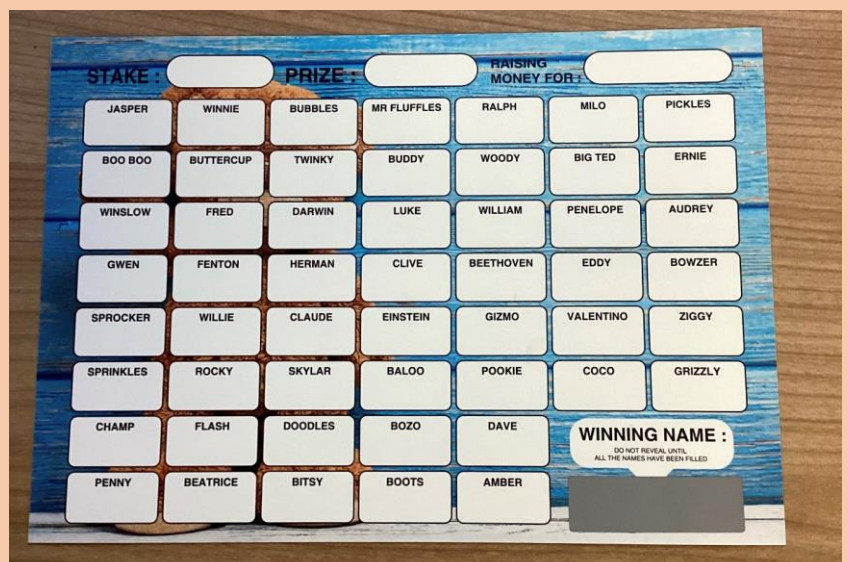 STAKE : PRIZE : RAISING
MONEY FOR :
JASPER WINNIE BUBBLES MR FLUFFLES RALPH MILO PICKLES
BOO BOO BUTTERCUP TWINKY BUDDY WOODY BIG TED ERNIE
WINSLOW FRED DARWIN LUKE WILLIAM PENELOPE AUDREY
GWEN FENTON HERMAN CLIVE BEETHOVEN EDDY BOWZER
SPROCKER WILLIE CLAUDE EINSTEIN GIZMO VALENTINO ZIGGY
SPRINKLES ROCKY SKYLAR BALOO POOKIE COCO GRIZZLY
CHAMP FLASH DOODLES BOZO DAVE
WINNING NAME :
DO NOT REVEAL UNTIL
ALL THE NAMES HAVE BEEN FILLED
PENNY BEATRICE BITSY BOOTS AMBER